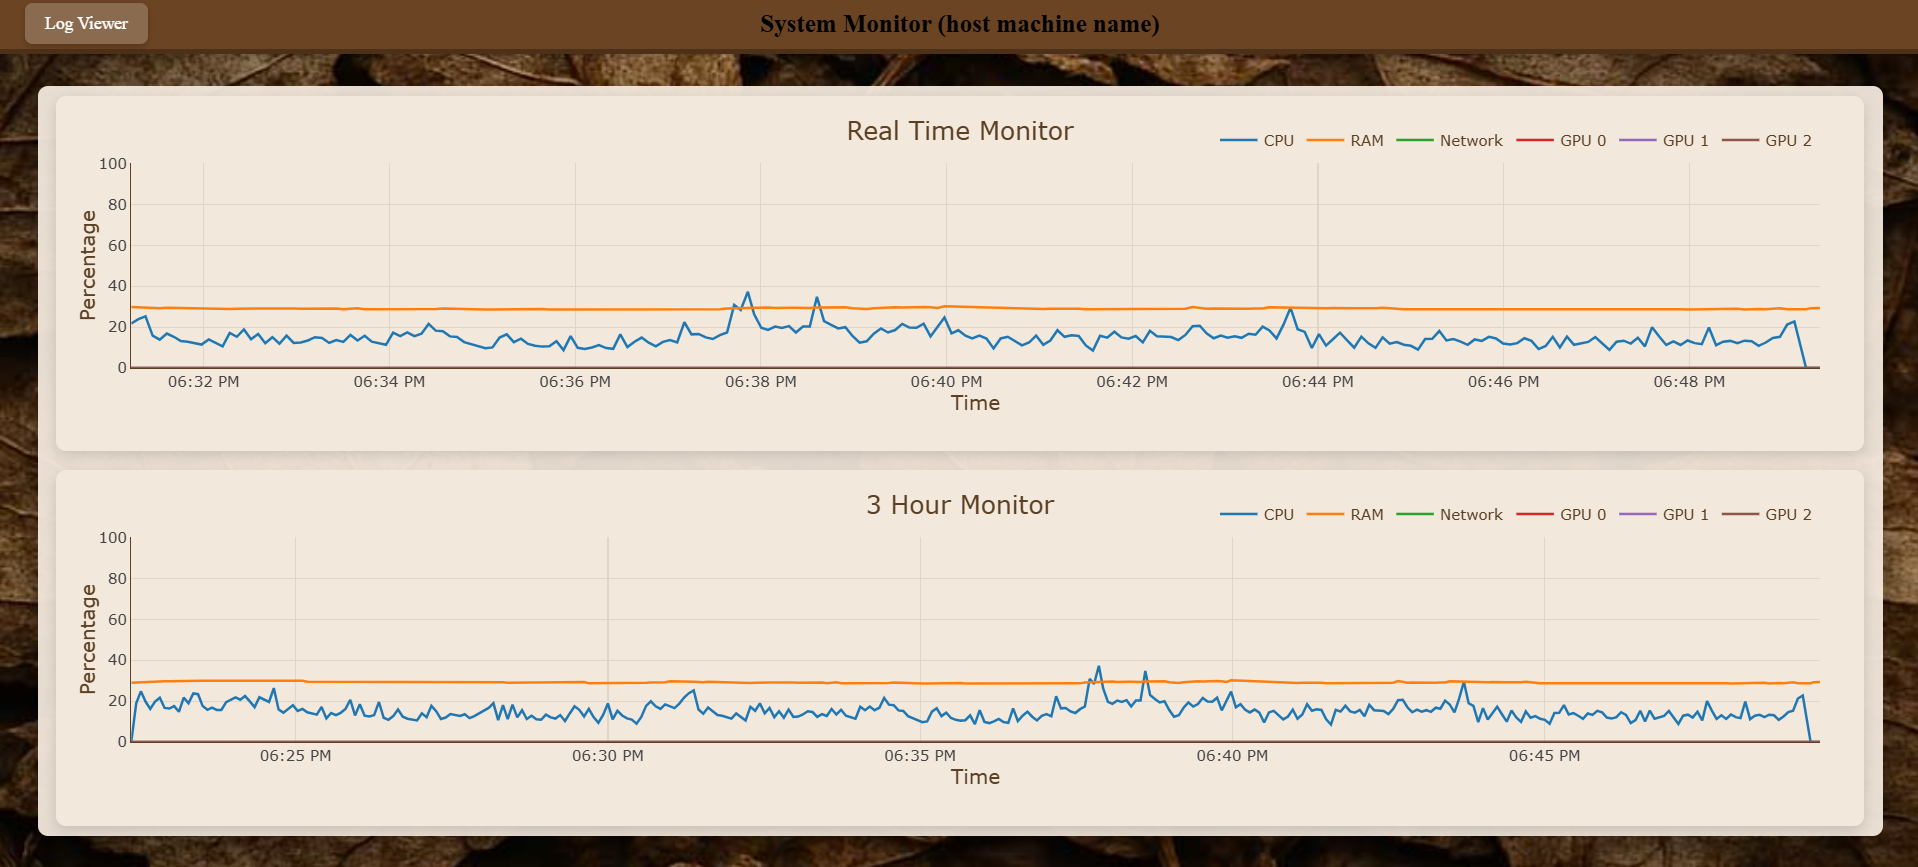 Log Viewer
System Monitor (host machine name)
Real Time Monitor
CPU RAM Network GPU 0 GPU 1 GPU 2
100
80
60
40
20
0
Percentage
06:32 PM 06:34 PM 06:36 PM 06:38 PM 06:40 PM 06:42 PM 06:44 PM 06:46 PM 06:48 PM
Time
3 Hour Monitor
CPU RAM Network GPU 0 GPU 1 GPU 2
100
80
60
40
20
0
Percentage
06:25 PM 06:30 PM 06:35 PM 06:40 PM 06:45 PM
Time